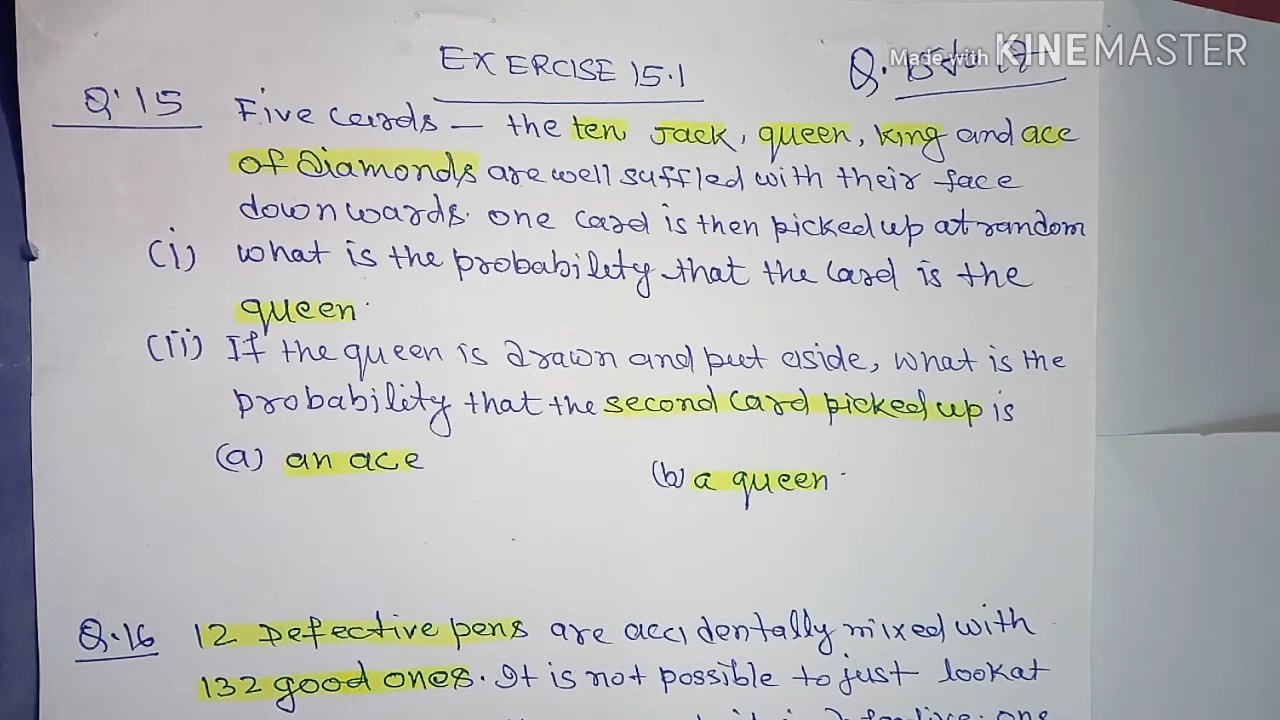 EXERCISE 15.1
Q. 15 to 17
Made with KINEMASTER
Q.15 Five cards — the ten Jack, queen, king and ace
of Diamonds are well suffled with their face
downwards. one card is then picked up at random
(i) what is the probability that the card is the
queen.
(ii) If the queen is drawn and put aside, what is the
probability that the second card picked up is
(a) an ace (b) a queen.
Q.16 12 Defective pens are accidentally mixed with
132 good ones. It is not possible to just look at